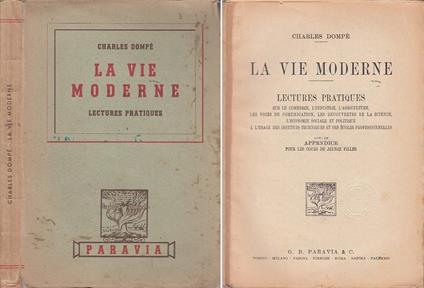 CHARLES DOMPÉ - LA VIE MODERNE
CHARLES DOMPÉ
LA VIE
MODERNE
LECTURES PRATIQUES
PARAVIA
CHARLES DOMPÉ
LA VIE MODERNE
LECTURES PRATIQUES
SUR LE COMMERCE, L'INDUSTRIE, L'AGRICULTURE,
LES VOIES DE COMUNICATION, LES DÉCOUVERTES DE LA SCIENCE,
L'ÉCONOMIE SOCIALE ET POLITIQUE
À L'USAGE DES INSTITUTS TECHNIQUES ET DES ÉCOLES PROFESSIONNELLES
APPENDICE
POUR LES COURS DE JEUNES FILLES
G. B. PARAVIA & C.
TORINO - MILANO - PADOVA - FIRENZE - ROMA - NAPOLI - PALERMO